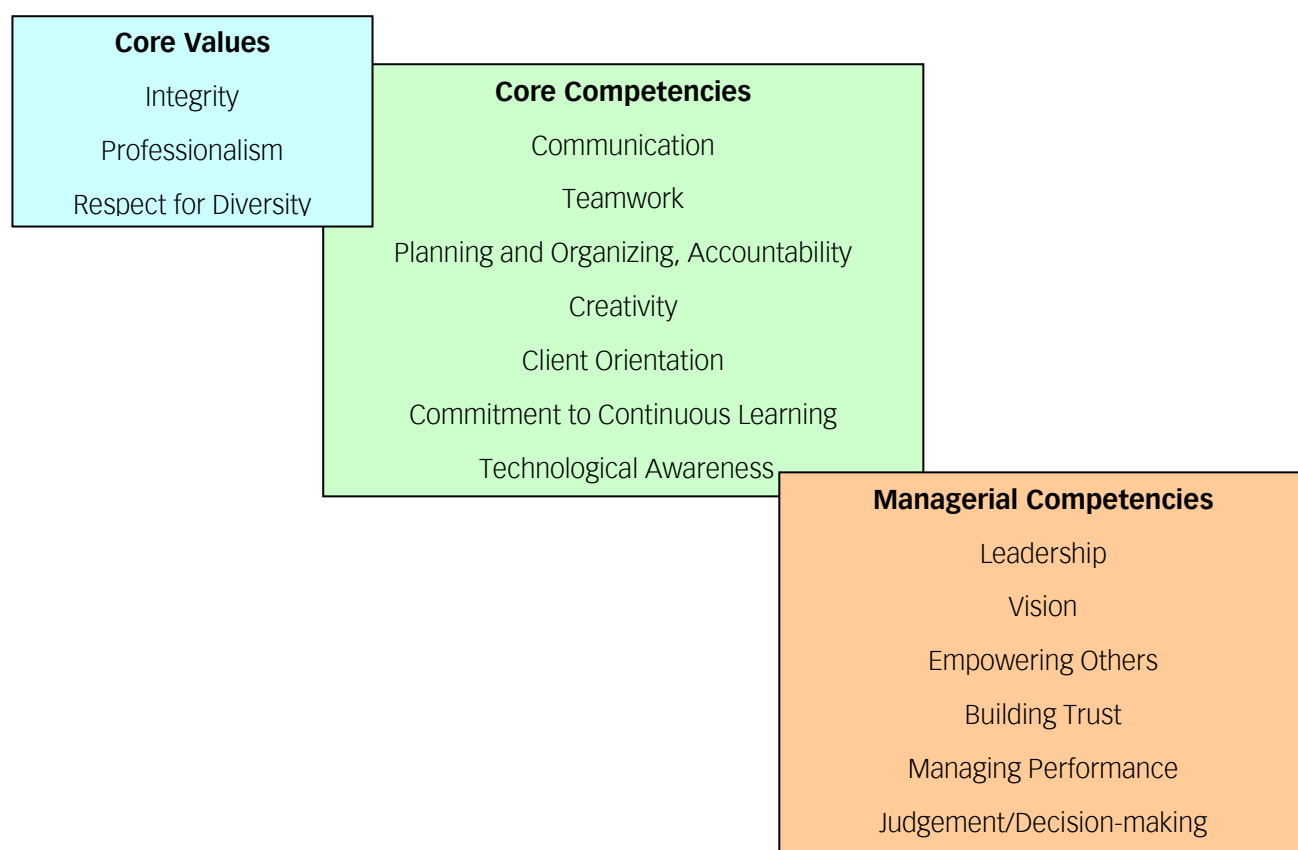 Core Values
Integrity
Professionalism
Respect for Diversity
Core Competencies
Communication
Teamwork
Planning and Organizing, Accountability
Creativity
Client Orientation
Commitment to Continuous Learning
Technological Awareness
Managerial Competencies
Leadership
Vision
Empowering Others
Building Trust
Managing Performance
Judgement/Decision-making